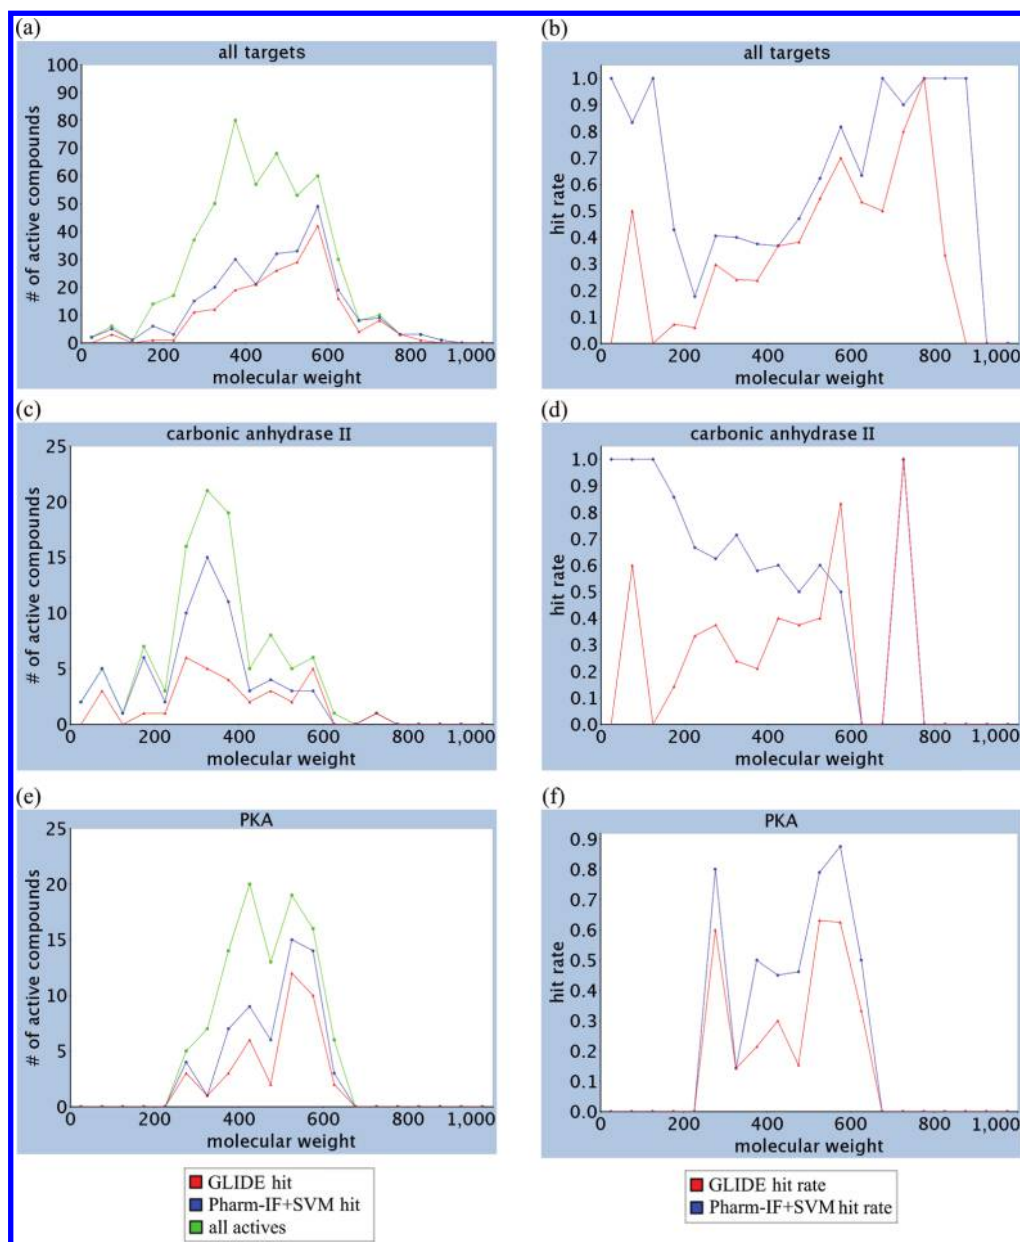 (a)
all targets
100
90
80
70
60
50
40
30
20
10
0
# of active compounds
0 200 400 600 800 1,000
molecular weight
(b)
all targets
1.0
0.9
0.8
0.7
0.6
0.5
0.4
0.3
0.2
0.1
0.0
hit rate
0 200 400 600 800 1,000
molecular weight
(c)
carbonic anhydrase II
25
20
15
10
5
0
# of active compounds
0 200 400 600 800 1,000
molecular weight
(d)
carbonic anhydrase II
1.0
0.9
0.8
0.7
0.6
0.5
0.4
0.3
0.2
0.1
0.0
hit rate
0 200 400 600 800 1,000
molecular weight
(e)
PKA
25
20
15
10
5
0
# of active compounds
0 200 400 600 800 1,000
molecular weight
(f)
PKA
0.9
0.8
0.7
0.6
0.5
0.4
0.3
0.2
0.1
0.0
hit rate
0 200 400 600 800 1,000
molecular weight
GLIDE hit
Pharm-IF+SVM hit
all actives
GLIDE hit rate
Pharm-IF+SVM hit rate